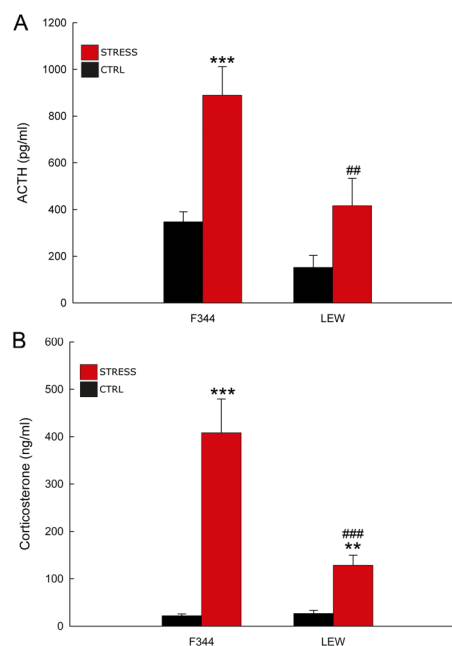 A
1200
1000
800
600
400
200
0
ACTH (pg/ml)
STRESS
CTRL
***
##
F344
LEW
B
600
500
400
300
200
100
0
Corticosterone (ng/ml)
STRESS
CTRL
***
###
**
F344
LEW